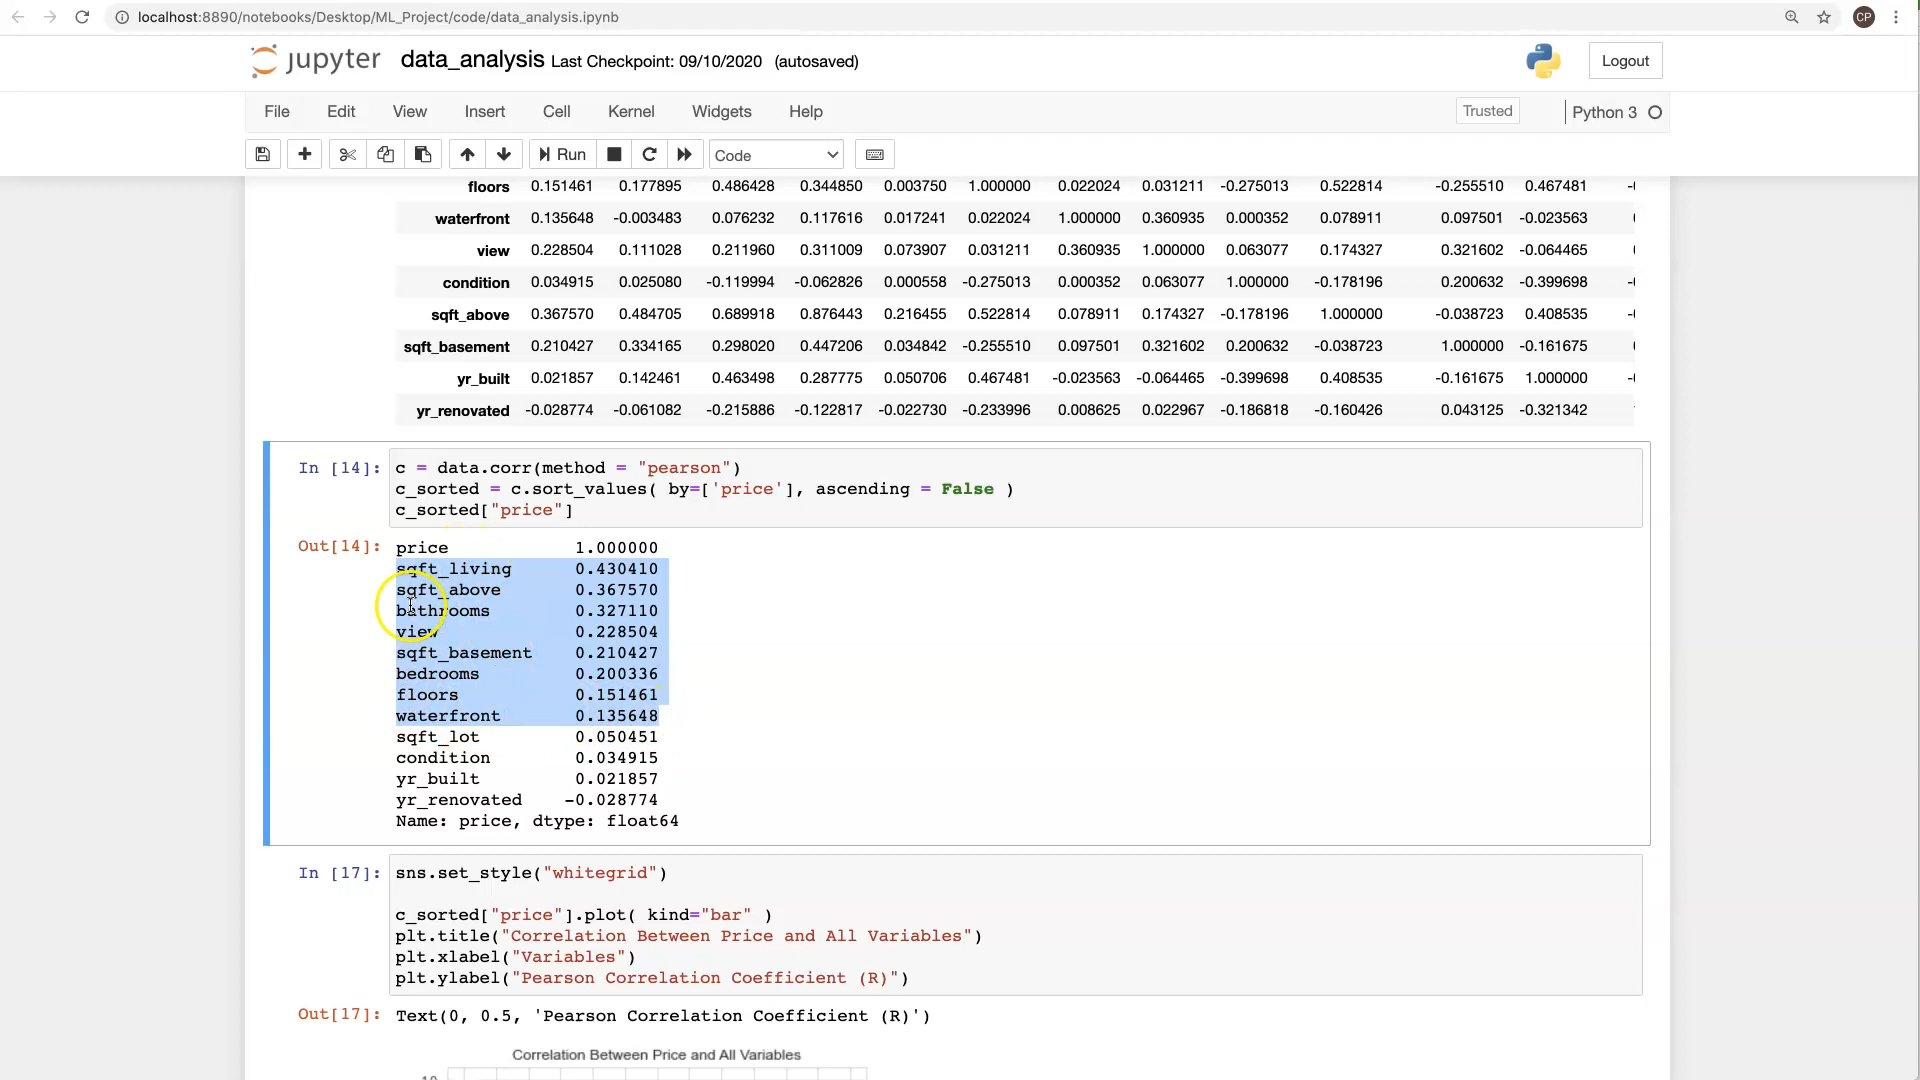 localhost:8890/notebooks/Desktop/ML_Project/code/data_analysis.ipynb
CP
jupyter data_analysis Last Checkpoint: 09/10/2020 (autosaved)
Logout
File Edit View Insert Cell Kernel Widgets Help
Trusted Python 3
Run Code
floors 0.151461 0.177895 0.486428 0.344850 0.003750 1.000000 0.022024 0.031211 -0.275013 0.522814 -0.255510 0.467481
waterfront 0.135648 -0.003483 0.076232 0.117616 0.017241 0.022024 1.000000 0.360935 0.000352 0.078911 0.097501 -0.023563
view 0.228504 0.111028 0.211960 0.311009 0.073907 0.031211 0.360935 1.000000 0.063077 0.174327 0.321602 -0.064465
condition 0.034915 0.025080 -0.119994 -0.062826 0.000558 -0.275013 0.000352 0.063077 1.000000 -0.178196 0.200632 -0.399698
sqft_above 0.367570 0.484705 0.689918 0.876443 0.216455 0.522814 0.078911 0.174327 -0.178196 1.000000 -0.038723 0.408535
sqft_basement 0.210427 0.334165 0.298020 0.447206 0.034842 -0.255510 0.097501 0.321602 0.200632 -0.038723 1.000000 -0.161675
yr_built 0.021857 0.142461 0.463498 0.287775 0.050706 0.467481 -0.023563 -0.064465 -0.399698 0.408535 -0.161675 1.000000
yr_renovated -0.028774 -0.061082 -0.215886 -0.122817 -0.022730 -0.233996 0.008625 0.022967 -0.186818 -0.160426 0.043125 -0.321342
In [14]: c = data.corr(method = "pearson")
c_sorted = c.sort_values( by=['price'], ascending = False )
c_sorted["price"]
Out[14]: price 1.000000
sqft_living 0.430410
sqft_above 0.367570
bathrooms 0.327110
view 0.228504
sqft_basement 0.210427
bedrooms 0.200336
floors 0.151461
waterfront 0.135648
sqft_lot 0.050451
condition 0.034915
yr_built 0.021857
yr_renovated -0.028774
Name: price, dtype: float64
In [17]: sns.set_style("whitegrid")
c_sorted["price"].plot( kind="bar" )
plt.title("Correlation Between Price and All Variables")
plt.xlabel("Variables")
plt.ylabel("Pearson Correlation Coefficient (R)")
Out[17]: Text(0, 0.5, 'Pearson Correlation Coefficient (R)')
Correlation Between Price and All Variables